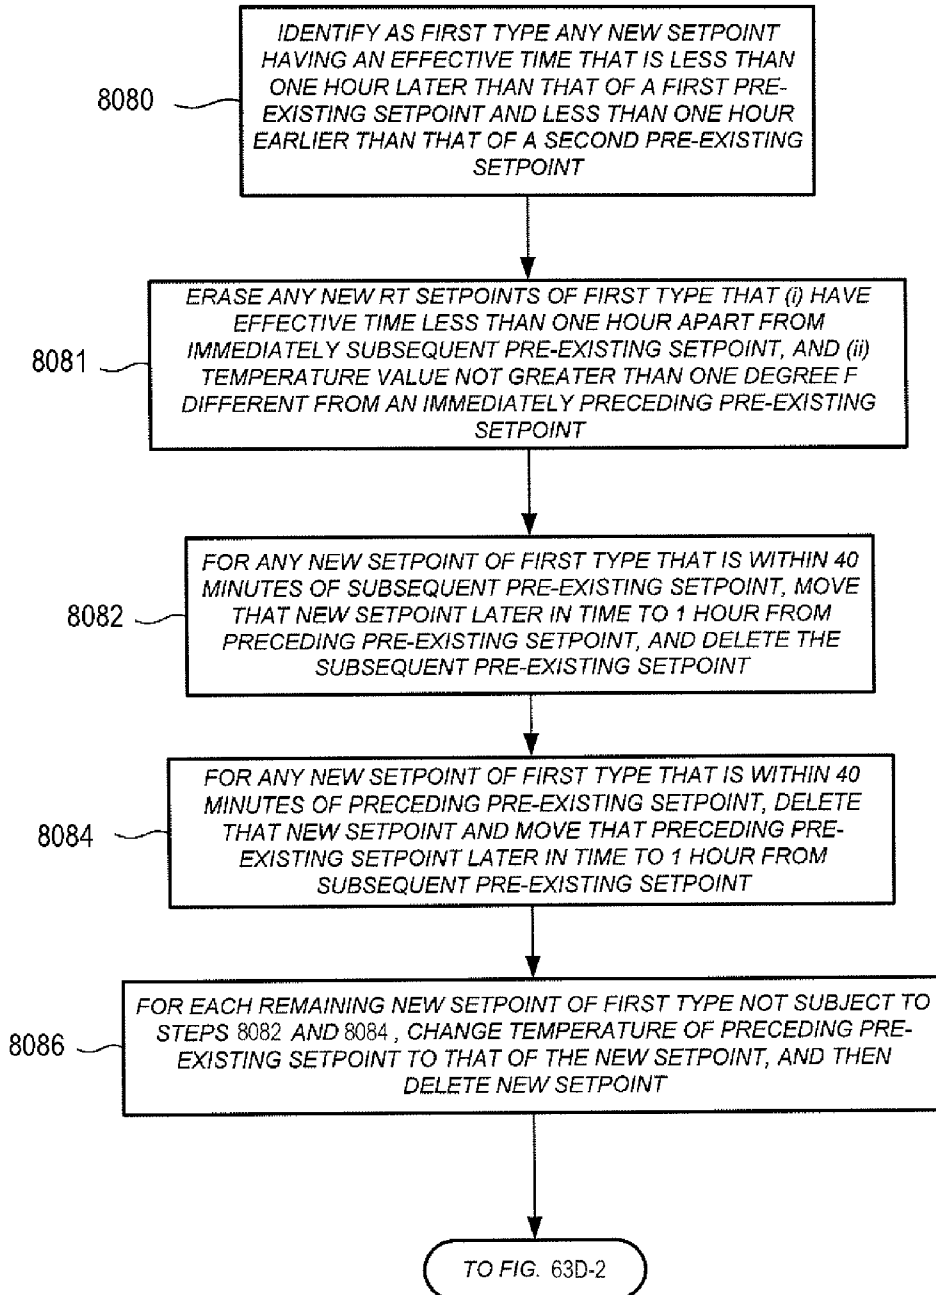 IDENTIFY AS FIRST TYPE ANY NEW SETPOINT
HAVING AN EFFECTIVE TIME THAT IS LESS THAN
ONE HOUR LATER THAN THAT OF A FIRST PRE-
EXISTING SETPOINT AND LESS THAN ONE HOUR
EARLIER THAN THAT OF A SECOND PRE-EXISTING
SETPOINT
8080
ERASE ANY NEW RT SETPOINTS OF FIRST TYPE THAT (i) HAVE
EFFECTIVE TIME LESS THAN ONE HOUR APART FROM
IMMEDIATELY SUBSEQUENT PRE-EXISTING SETPOINT, AND (ii)
TEMPERATURE VALUE NOT GREATER THAN ONE DEGREE F
DIFFERENT FROM AN IMMEDIATELY PRECEDING PRE-EXISTING
SETPOINT
8081
FOR ANY NEW SETPOINT OF FIRST TYPE THAT IS WITHIN 40
MINUTES OF SUBSEQUENT PRE-EXISTING SETPOINT, MOVE
THAT NEW SETPOINT LATER IN TIME TO 1 HOUR FROM
PRECEDING PRE-EXISTING SETPOINT, AND DELETE THE
SUBSEQUENT PRE-EXISTING SETPOINT
8082
FOR ANY NEW SETPOINT OF FIRST TYPE THAT IS WITHIN 40
MINUTES OF PRECEDING PRE-EXISTING SETPOINT, DELETE
THAT NEW SETPOINT AND MOVE THAT PRECEDING PRE-
EXISTING SETPOINT LATER IN TIME TO 1 HOUR FROM
SUBSEQUENT PRE-EXISTING SETPOINT
8084
FOR EACH REMAINING NEW SETPOINT OF FIRST TYPE NOT SUBJECT TO
STEPS 8082 AND 8084, CHANGE TEMPERATURE OF PRECEDING PRE-
EXISTING SETPOINT TO THAT OF THE NEW SETPOINT, AND THEN
DELETE NEW SETPOINT
8086
TO FIG. 63D-2